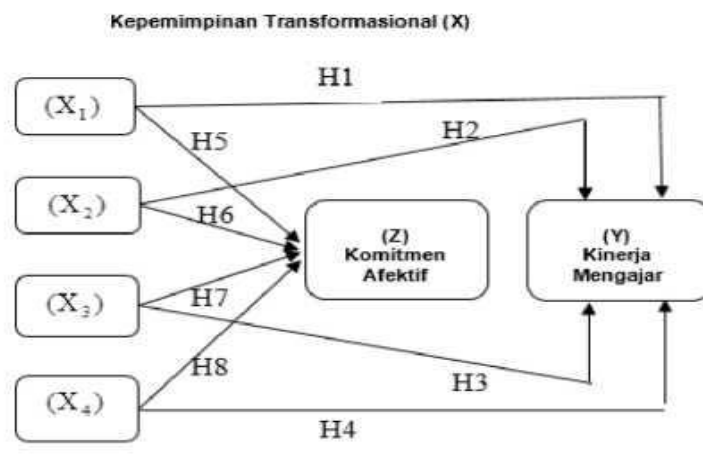 Kepemimpinan Transformasional (X)
H1
(X₁)
H2
H5
(X₂)
H6
(Z)
Komitmen
Afektif
(Y)
Kinerja
Mengajar
(X₃)
H7
H8
H3
(X₄)
H4